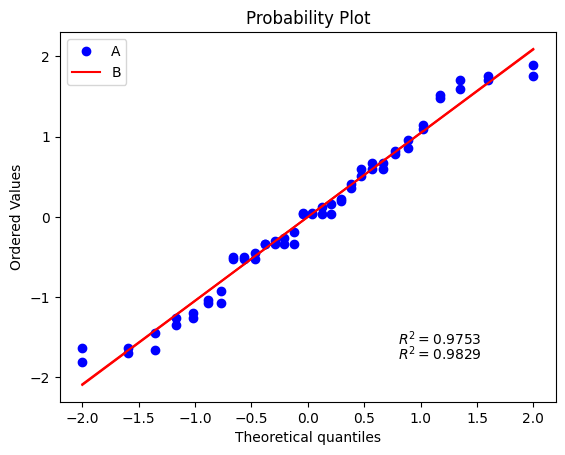 Probability Plot
A
B
Ordered Values
2
1
0
−1
−2
R² = 0.9753
R² = 0.9829
−2.0 −1.5 −1.0 −0.5 0.0 0.5 1.0 1.5 2.0
Theoretical quantiles